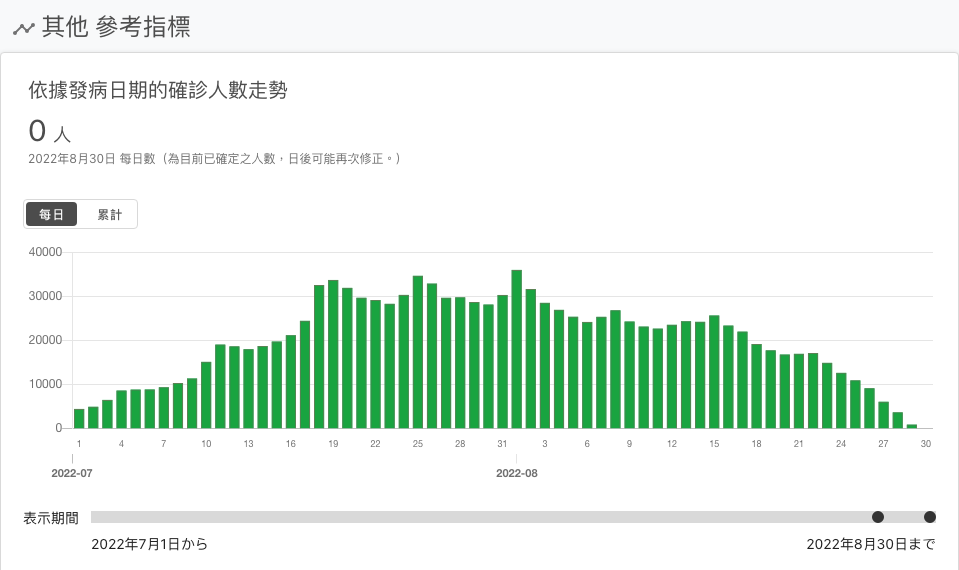 其他 參考指標
依據發病日期的確診人數走勢
0 人
2022年8月30日 每日數（為目前已確定之人數，日後可能再次修正。）
每日 累計
40000
30000
20000
10000
0
1 4 7 10 13 16 19 22 25 28 31 3 6 9 12 15 18 21 24 27 30
2022-07 2022-08
表示期間
2022年7月1日から 2022年8月30日まで